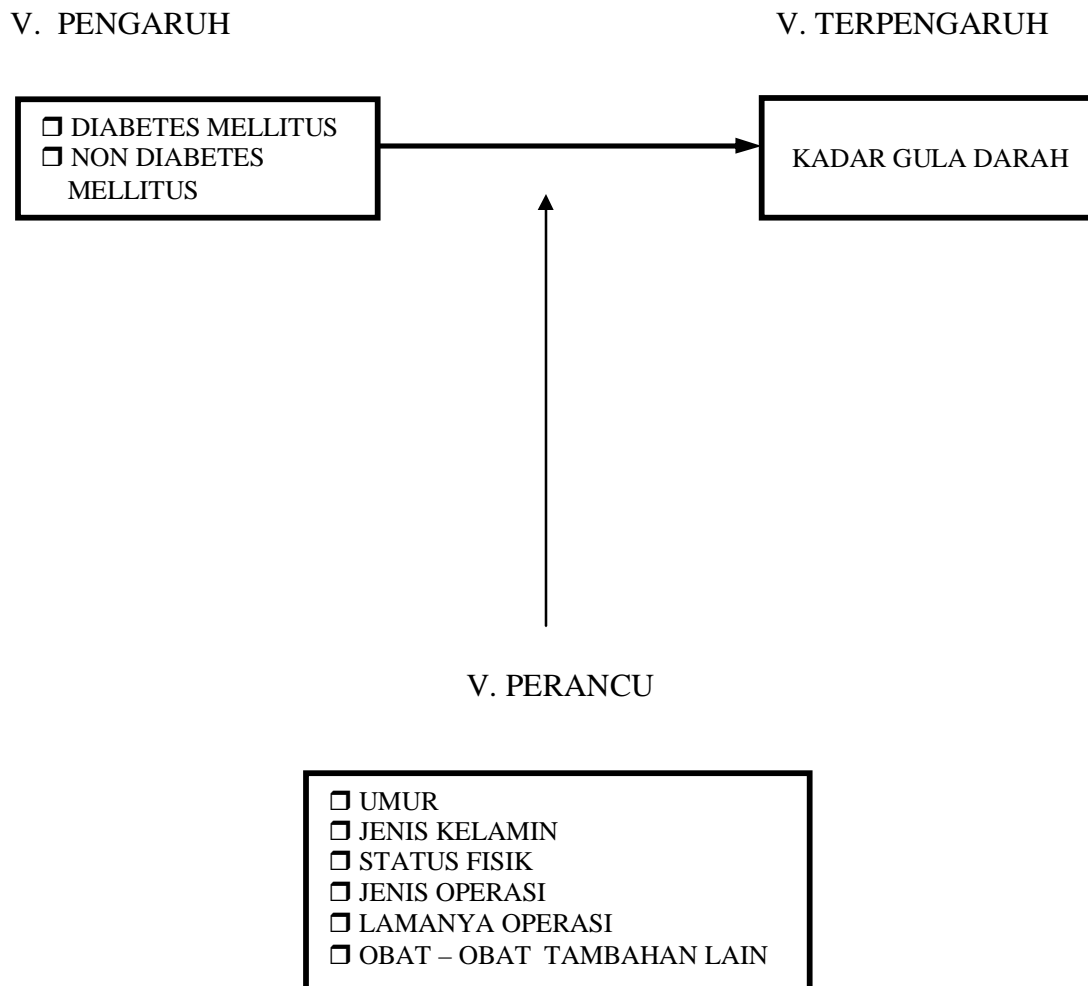 V. PENGARUH
V. TERPENGARUH
❒ DIABETES MELLITUS
❒ NON DIABETES
MELLITUS
KADAR GULA DARAH
V. PERANCU
❒ UMUR
❒ JENIS KELAMIN
❒ STATUS FISIK
❒ JENIS OPERASI
❒ LAMANYA OPERASI
❒ OBAT – OBAT TAMBAHAN LAIN